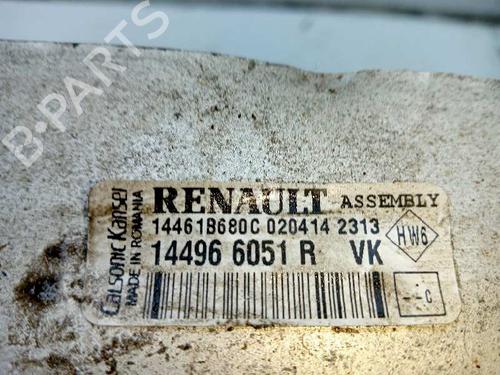 B-PARTS
Calsonic Kansei
MADE IN ROMANIA
RENAULT ASSEMBLY
14461B680C 020414 2313
14496 6051 R VK
HW6
--C